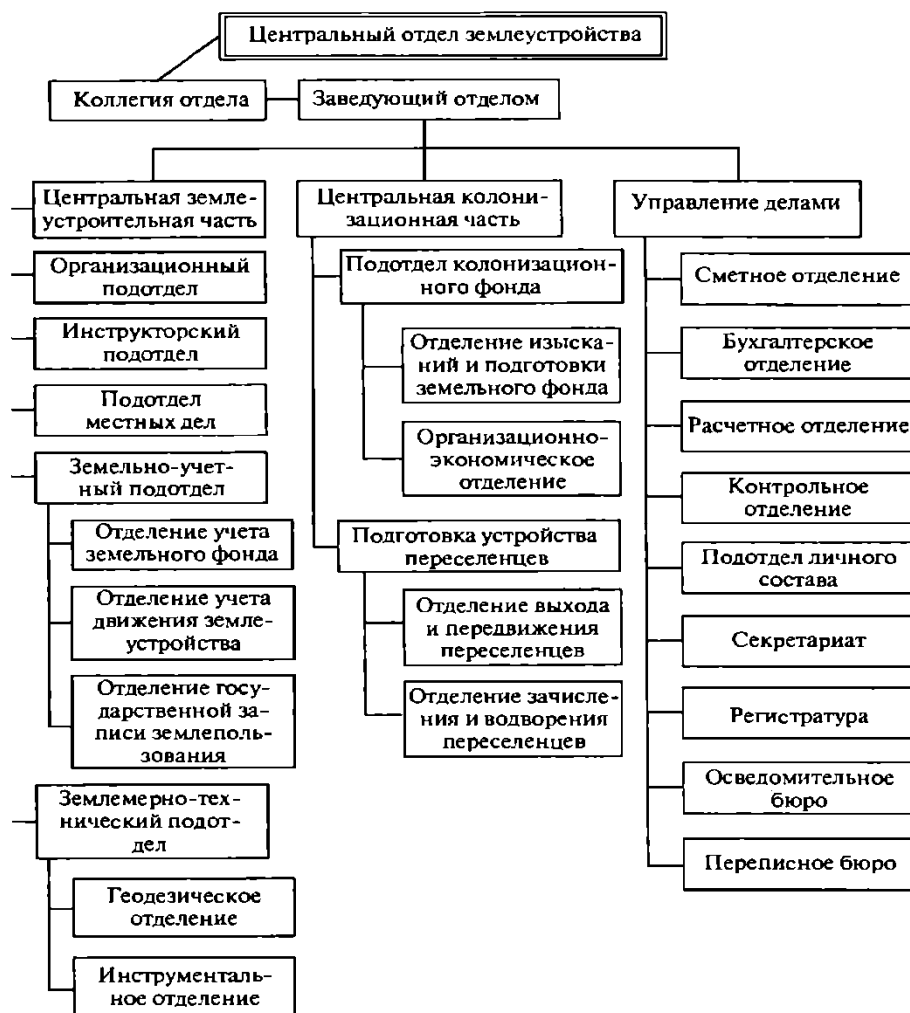 Центральный отдел землеустройства
Коллегия отдела
Заведующий отделом
Центральная земле-
устроительная часть
Организационный
подотдел
Инструкторский
подотдел
Подотдел
местных дел
Земельно-учет-
ный подотдел
Отделение учета
земельного фонда
Отделение учета
движения земле-
устройства
Отделение госу-
дарственной за-
писи землеполь-
зования
Землемерно-тех-
нический подот-
дел
Геодезическое
отделение
Инструменталь-
ное отделение
Центральная колони-
зационная часть
Подотдел колонизацион-
ного фонда
Отделение изыска-
ний и подготовки
земельного фонда
Организационно-
экономическое
отделение
Подготовка устройства
переселенцев
Отделение выхода
и передвижения
переселенцев
Отделение зачисле-
ния и водворения
переселенцев
Управление делами
Сметное отделение
Бухгалтерское
отделение
Расчетное отделение
Контрольное
отделение
Подотдел личного
состава
Секретариат
Регистратура
Осведомительное
бюро
Переписное бюро